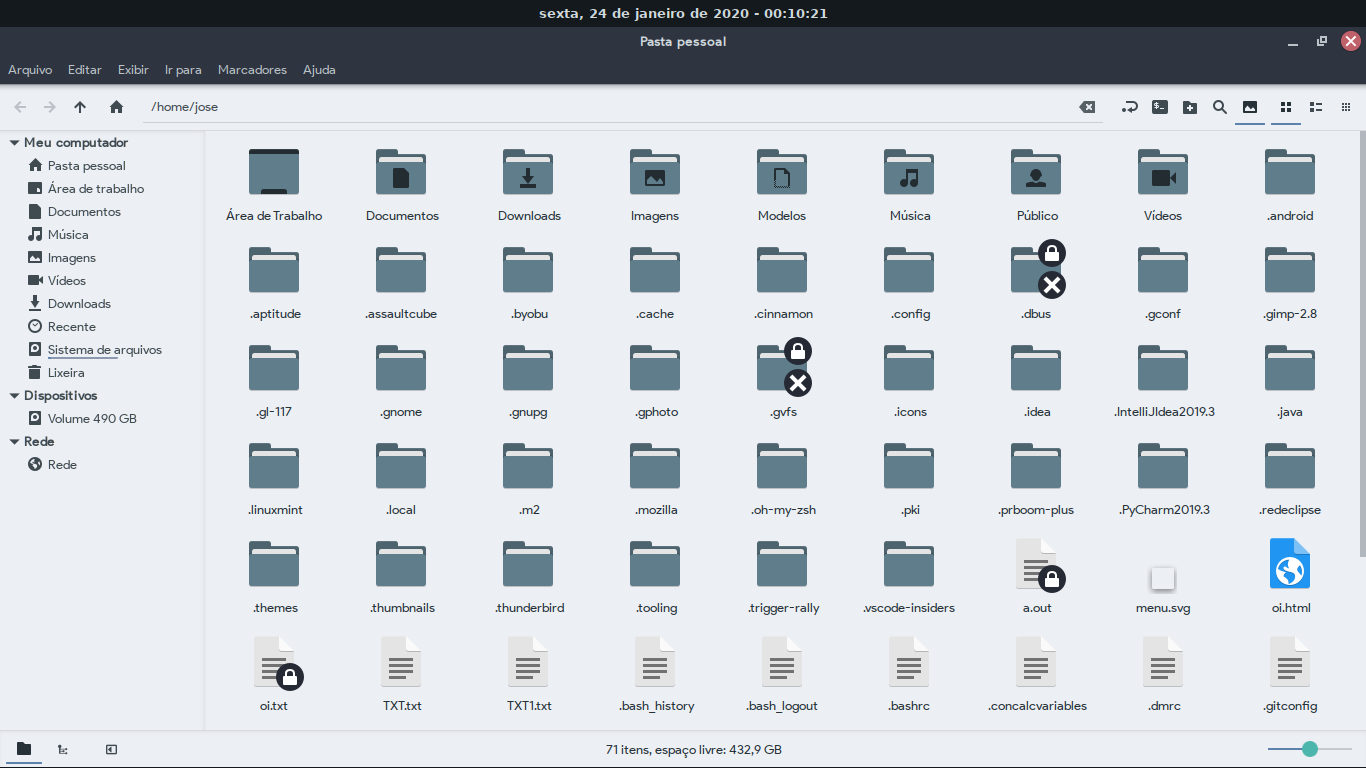 sexta, 24 de janeiro de 2020 - 00:10:21
Pasta pessoal
Arquivo Editar Exibir Ir para Marcadores Ajuda
/home/jose
Meu computador
Pasta pessoal
Área de trabalho
Documentos
Música
Imagens
Vídeos
Downloads
Recente
Sistema de arquivos
Lixeira
Dispositivos
Volume 490 GB
Rede
Rede
Área de Trabalho Documentos Downloads Imagens Modelos Música Público Vídeos .android
.aptitude .assaultcube .byobu .cache .cinnamon .config .dbus .gconf .gimp-2.8
.gl-117 .gnome .gnupg .gphoto .gvfs .icons .idea .IntelliJIdea2019.3 .java
.linuxmint .local .m2 .mozilla .oh-my-zsh .pki .prboom-plus .PyCharm2019.3 .redeclipse
.themes .thumbnails .thunderbird .tooling .trigger-rally .vscode-insiders a.out menu.svg oi.html
oi.txt TXT.txt TXT1.txt .bash_history .bash_logout .bashrc .concalcvariables .dmrc .gitconfig
71 itens, espaço livre: 432,9 GB